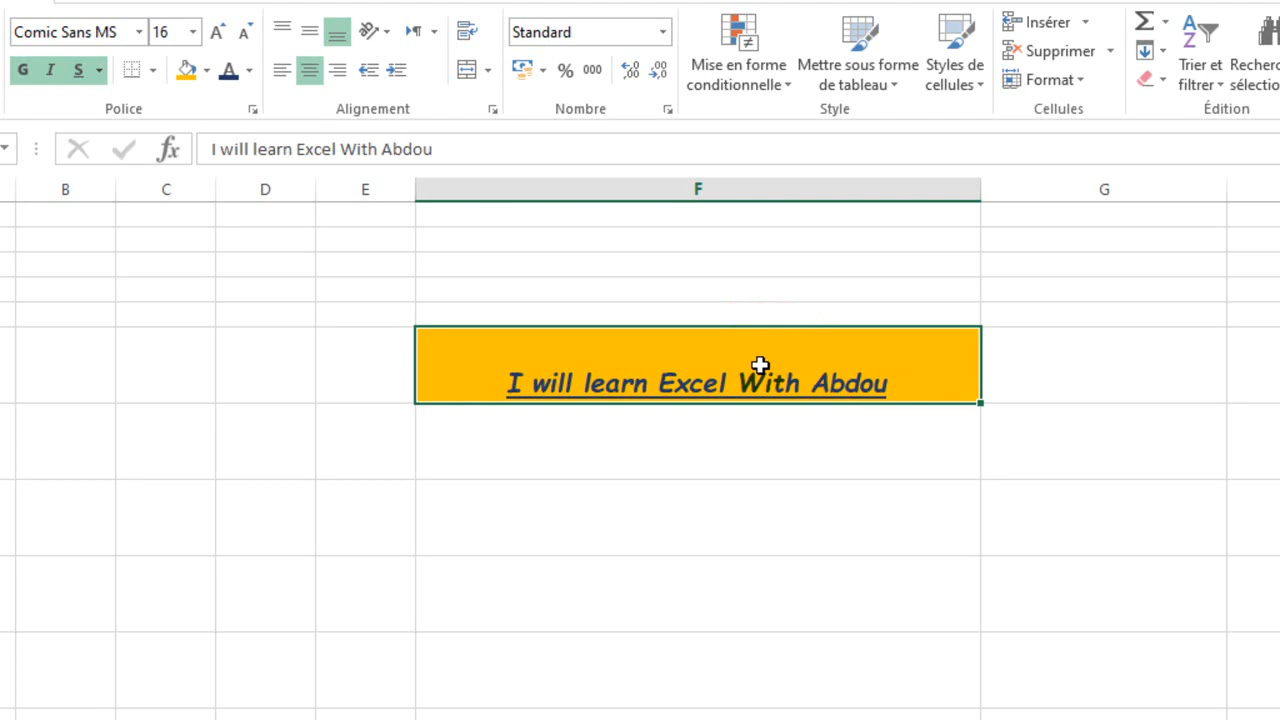 Comic Sans MS 16 A A Standard Insérer Σ A Z
G I S A % 000 Mise en forme conditionnelle Mettre sous forme de tableau Styles de cellules Supprimer Format Trier et filtrer
Police Alignement Nombre Style Cellules Édition
fx I will learn Excel With Abdou
B C D E F G
I will learn Excel With Abdou